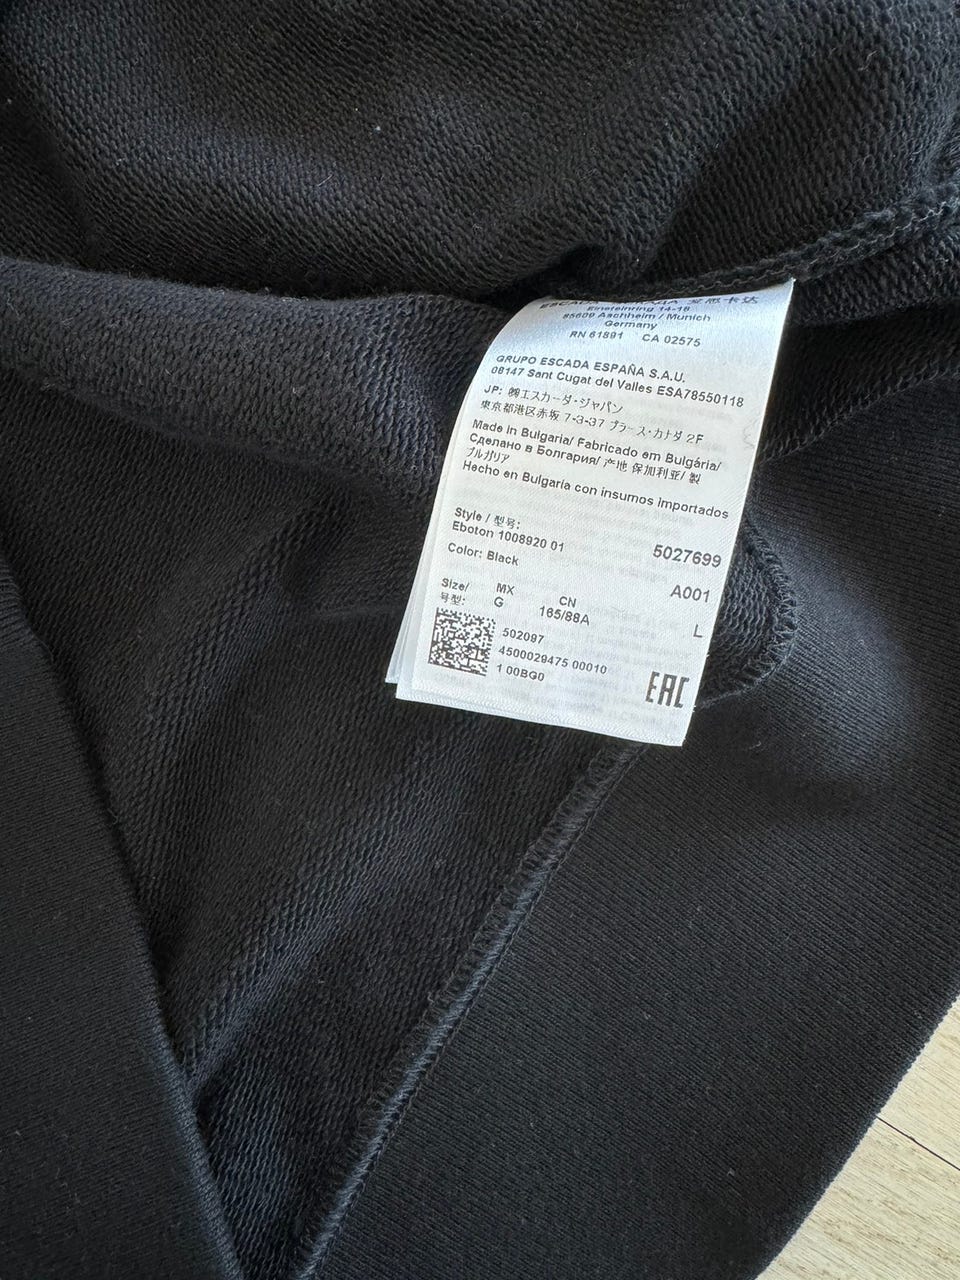 ESCADA 爱思卡达
Einsteinring 14-18
85609 Aschheim / Munich
Germany
RN 61891 CA 02575
GRUPO ESCADA ESPAÑA S.A.U.
08147 Sant Cugat del Valles ESA78550118
JP: ㈱エスカーダ・ジャパン
東京都港区赤坂 7-3-37 プラース・カナダ 2F
Made in Bulgaria/ Fabricado em Bulgária/
Сделано в Болгария/ 产地 保加利亚/ 製
ブルガリア
Hecho en Bulgaria con insumos importados
Style / 型号:
Eboton 1008920 01 5027699
Color: Black A001
Size/ MX CN
号型: G 165/88A L
502097
4500029475 00010
1 00BG0
EAC